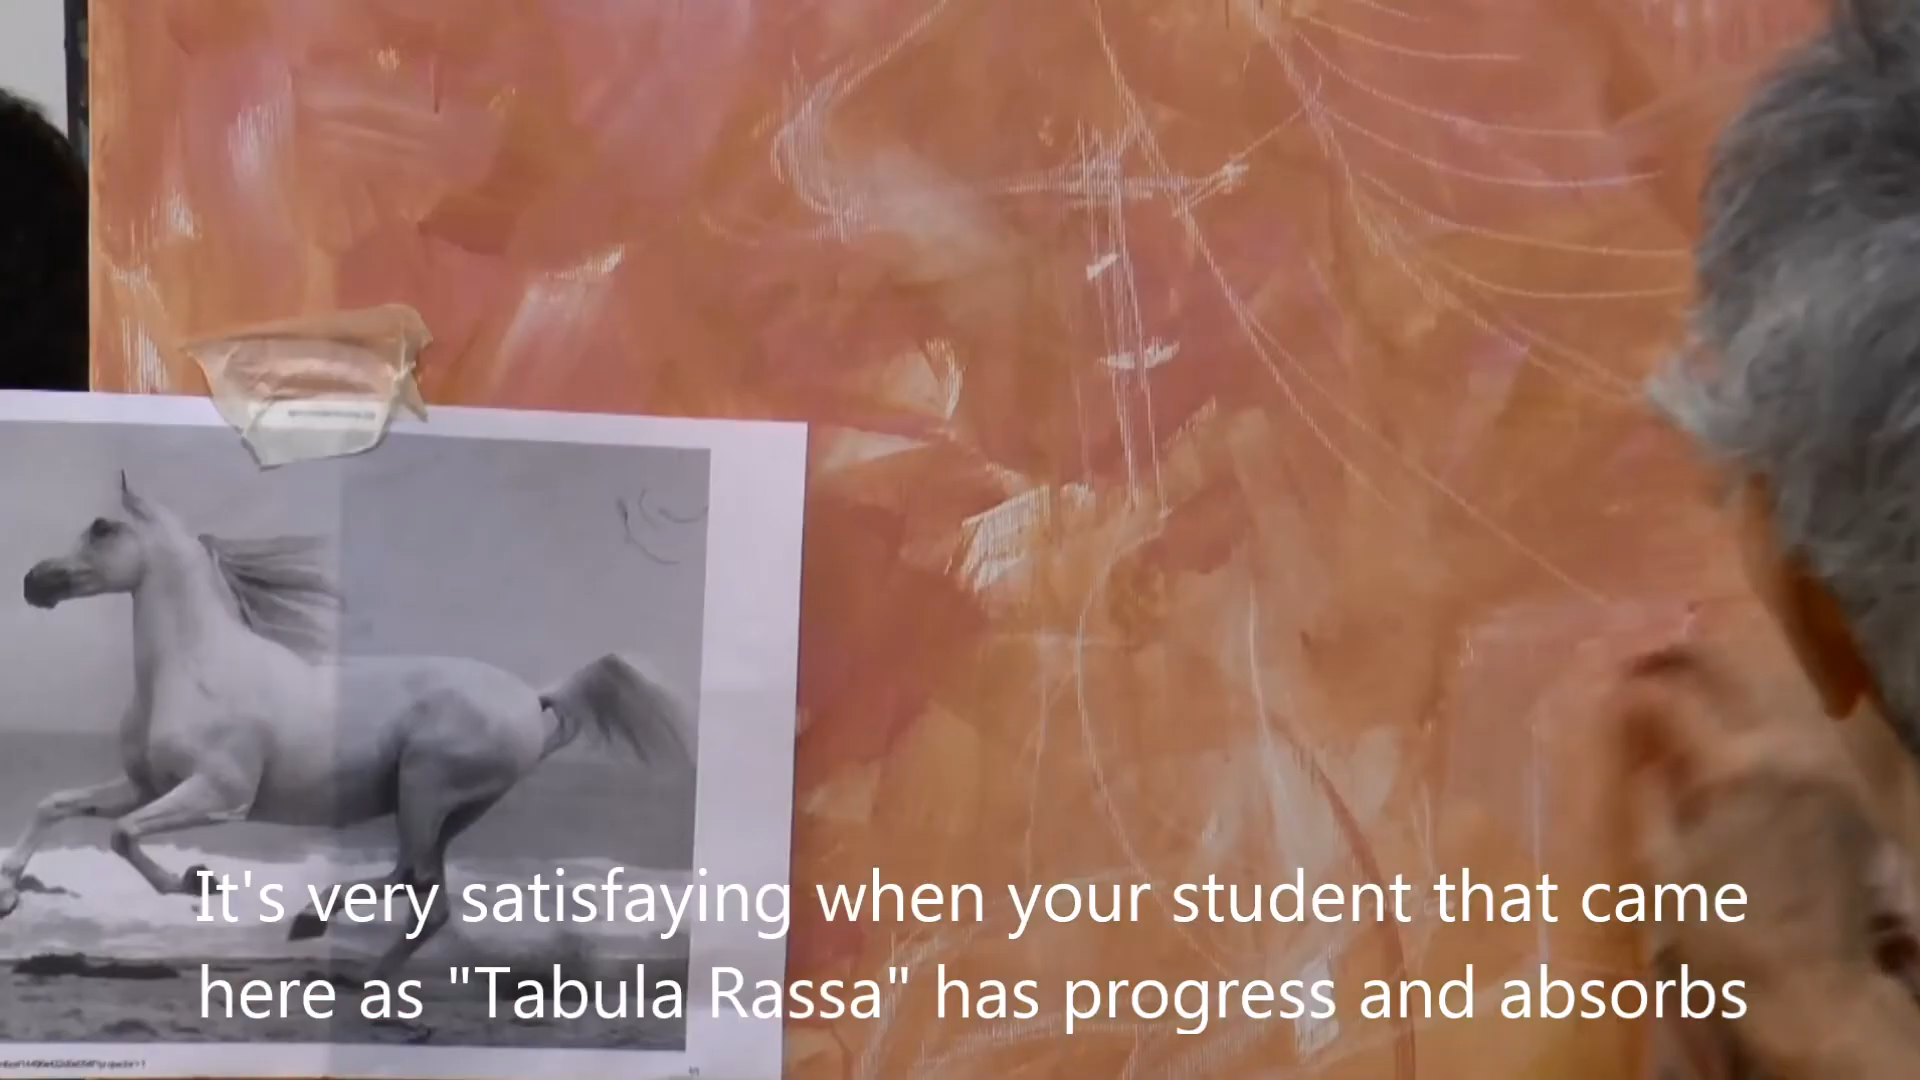 It's very satisfaying when your student that came
here as "Tabula Rassa" has progress and absorbs